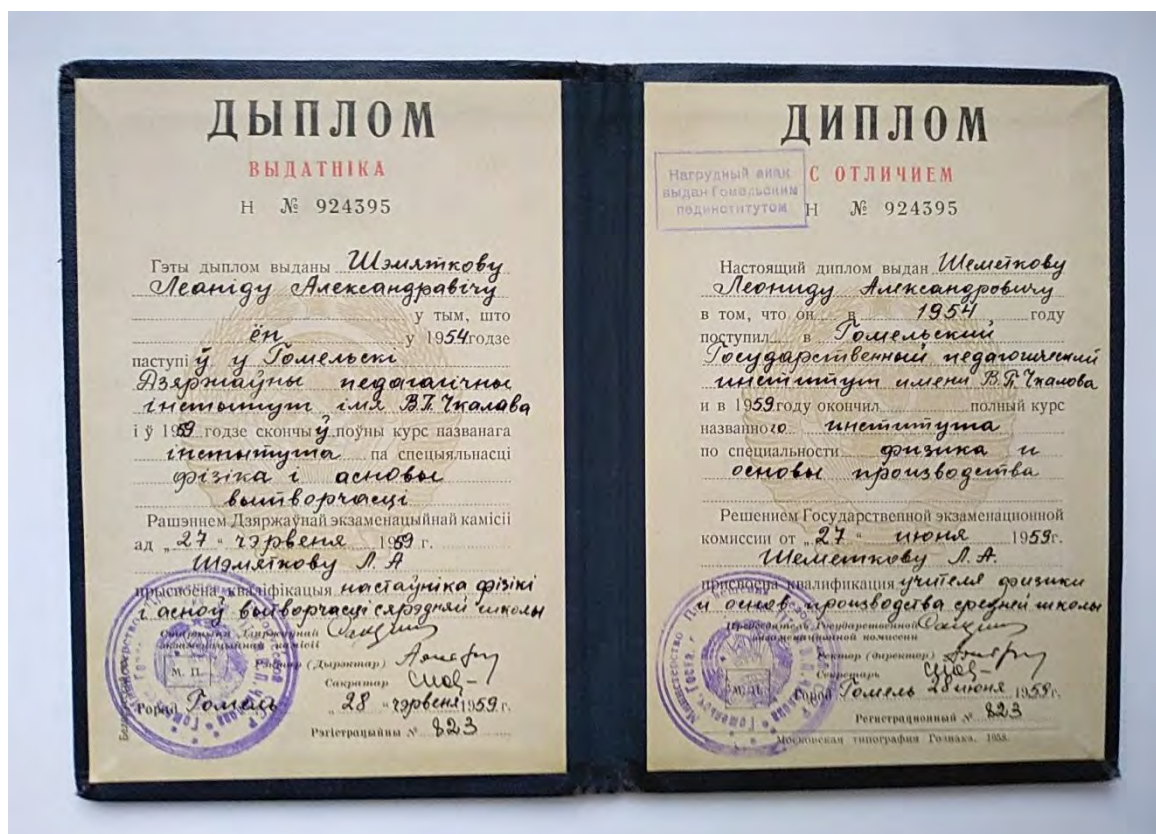 ДЫПЛОМ
ВЫДАТНІКА
Н № 924395
Гэты дыплом выданы Шэмяткову
Леаніду Александравічу
у тым, што
ён у 1954 годзе
паступіў у Гомельскі
Дзяржаўны педагагічны
інстытут імя В.П. Чкалава
і ў 1959 годзе скончыў поўны курс названага
інстытута па спецыяльнасці
фізіка і асновы
вытворчасці
Рашэннем Дзяржаўнай экзаменацыйнай камісіі
ад „27" чэрвеня 1959 г.
Шэмяткову Л. А
прысвоена кваліфікацыя настаўніка фізікі
і асноў вытворчасці сярэдняй школы
Старшыня Дзяржаўнай
экзаменацыйнай камісіі
Рэктар (Дырэктар)
Сакратар
М. П.
Город Гомель „28" чэрвеня 1959 г.
Рэгістрацыйны № 823
ДИПЛОМ
С ОТЛИЧИЕМ
Нагрудный знак
выдан Гомельским
пединститутом
Н № 924395
Настоящий диплом выдан Шеметкову
Леониду Александровичу
в том, что он в 1954 году
поступил в Гомельский
Государственный педагогический
институт имени В.П. Чкалова
и в 1959 году окончил полный курс
названного института
по специальности физика и
основы производства
Решением Государственной экзаменационной
комиссии от „27" июня 1959 г.
Шеметкову Л. А.
присвоена квалификация учителя физики
и основ производства средней школы
Председатель Государственной
экзаменационной комиссии
Ректор (директор)
Секретарь
М. П.
Город Гомель 28 июня 1959 г.
Регистрационный № 823
Московская типография Гознака. 1958.